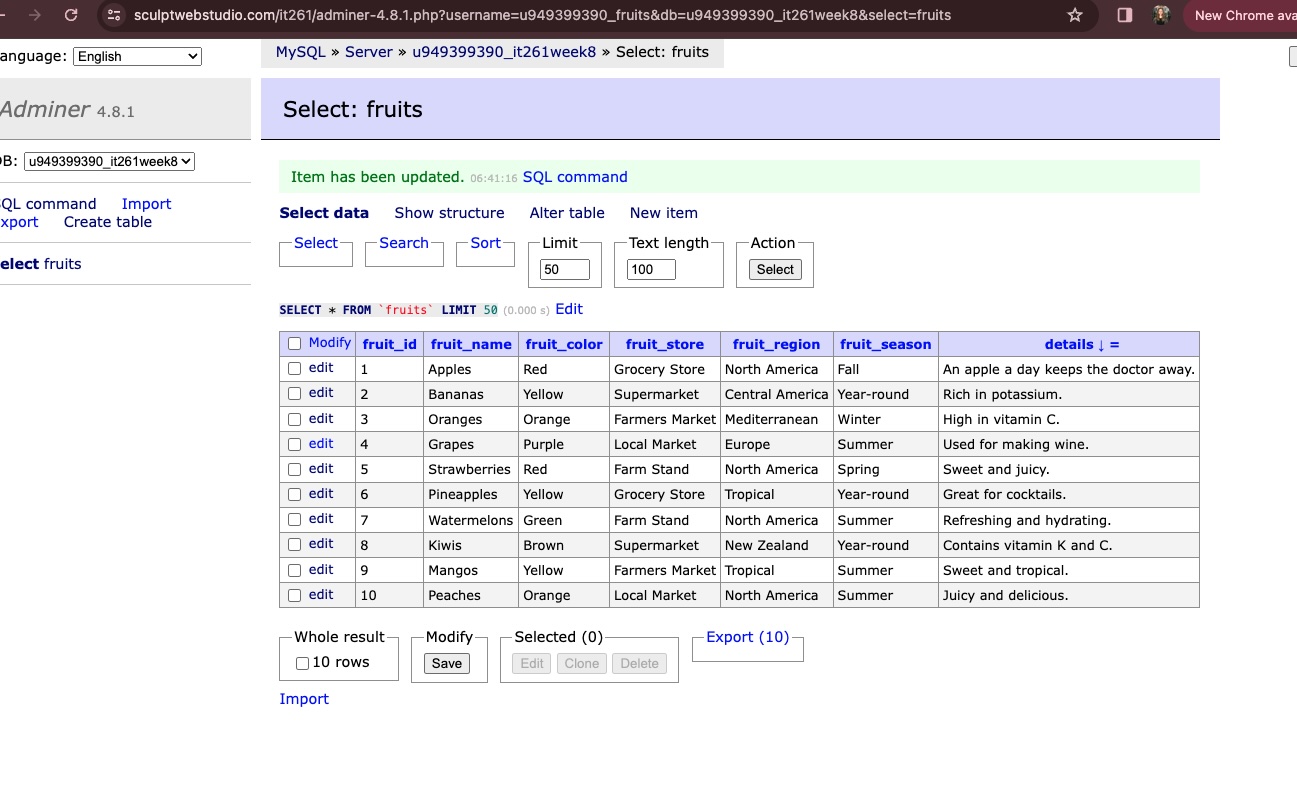 sculptwebstudio.com/it261/adminer-4.8.1.php?username=u949399390_fruits&db=u949399390_it261week8&select=fruits
New Chrome ava
anguage: English
MySQL » Server » u949399390_it261week8 » Select: fruits
Adminer 4.8.1
Select: fruits
DB: u949399390_it261week8
Item has been updated. 06:41:16 SQL command
SQL command Import
xport Create table
elect fruits
Select data Show structure Alter table New item
Select Search Sort Limit Text length Action
50 100 Select
SELECT * FROM `fruits` LIMIT 50 (0.000 s) Edit
Modify fruit_id fruit_name fruit_color fruit_store fruit_region fruit_season details ↓ =
edit 1 Apples Red Grocery Store North America Fall An apple a day keeps the doctor away.
edit 2 Bananas Yellow Supermarket Central America Year-round Rich in potassium.
edit 3 Oranges Orange Farmers Market Mediterranean Winter High in vitamin C.
edit 4 Grapes Purple Local Market Europe Summer Used for making wine.
edit 5 Strawberries Red Farm Stand North America Spring Sweet and juicy.
edit 6 Pineapples Yellow Grocery Store Tropical Year-round Great for cocktails.
edit 7 Watermelons Green Farm Stand North America Summer Refreshing and hydrating.
edit 8 Kiwis Brown Supermarket New Zealand Year-round Contains vitamin K and C.
edit 9 Mangos Yellow Farmers Market Tropical Summer Sweet and tropical.
edit 10 Peaches Orange Local Market North America Summer Juicy and delicious.
Whole result Modify Selected (0) Export (10)
10 rows Save Edit Clone Delete
Import